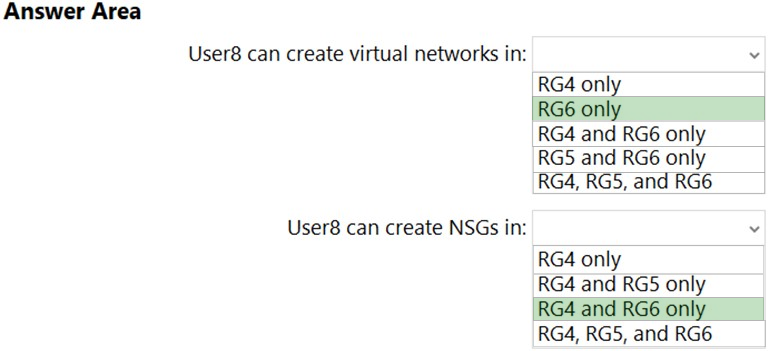 Answer Area
User8 can create virtual networks in:
RG4 only
RG6 only
RG4 and RG6 only
RG5 and RG6 only
RG4, RG5, and RG6
User8 can create NSGs in:
RG4 only
RG4 and RG5 only
RG4 and RG6 only
RG4, RG5, and RG6